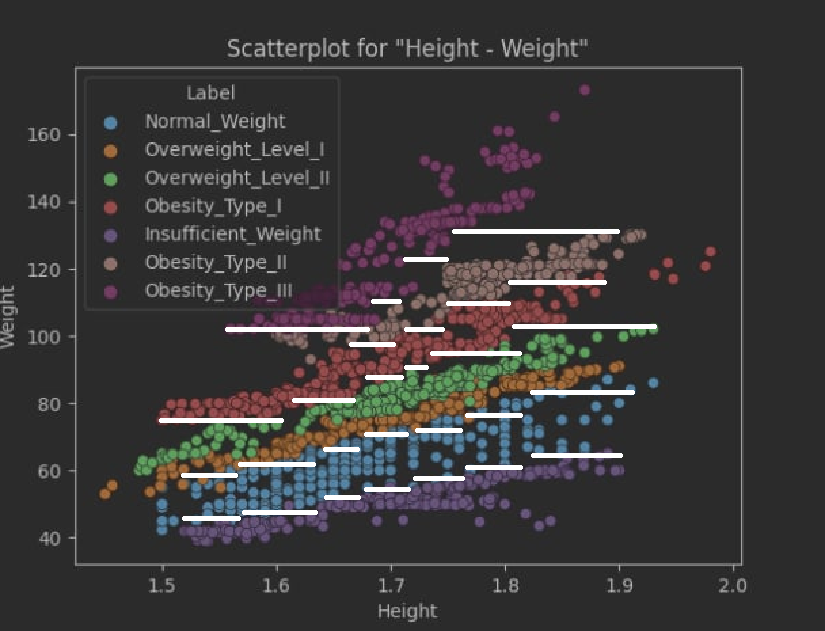 Scatterplot for "Height - Weight"
Label
Normal_Weight
Overweight_Level_I
Overweight_Level_II
Obesity_Type_I
Insufficient_Weight
Obesity_Type_II
Obesity_Type_III
160
140
120
100
80
60
40
Weight
1.5 1.6 1.7 1.8 1.9 2.0
Height